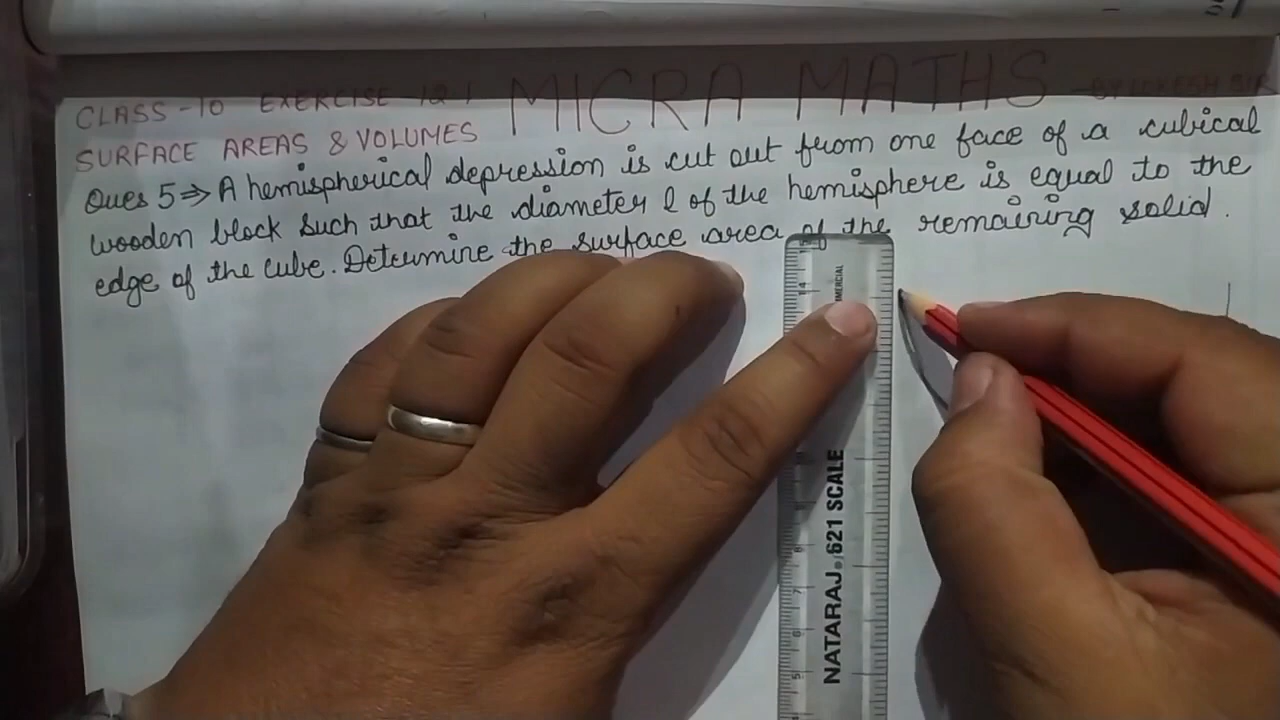 CLASS-10 EXERCISE-12.1 MICRA MATHS
SURFACE AREAS & VOLUMES
Ques 5⇒ A hemispherical depression is cut out from one face of a cubical
wooden block such that the diameter l of the hemisphere is equal to the
edge of the cube. Determine the surface area of the remaining solid.
NATARAJ 621 SCALE